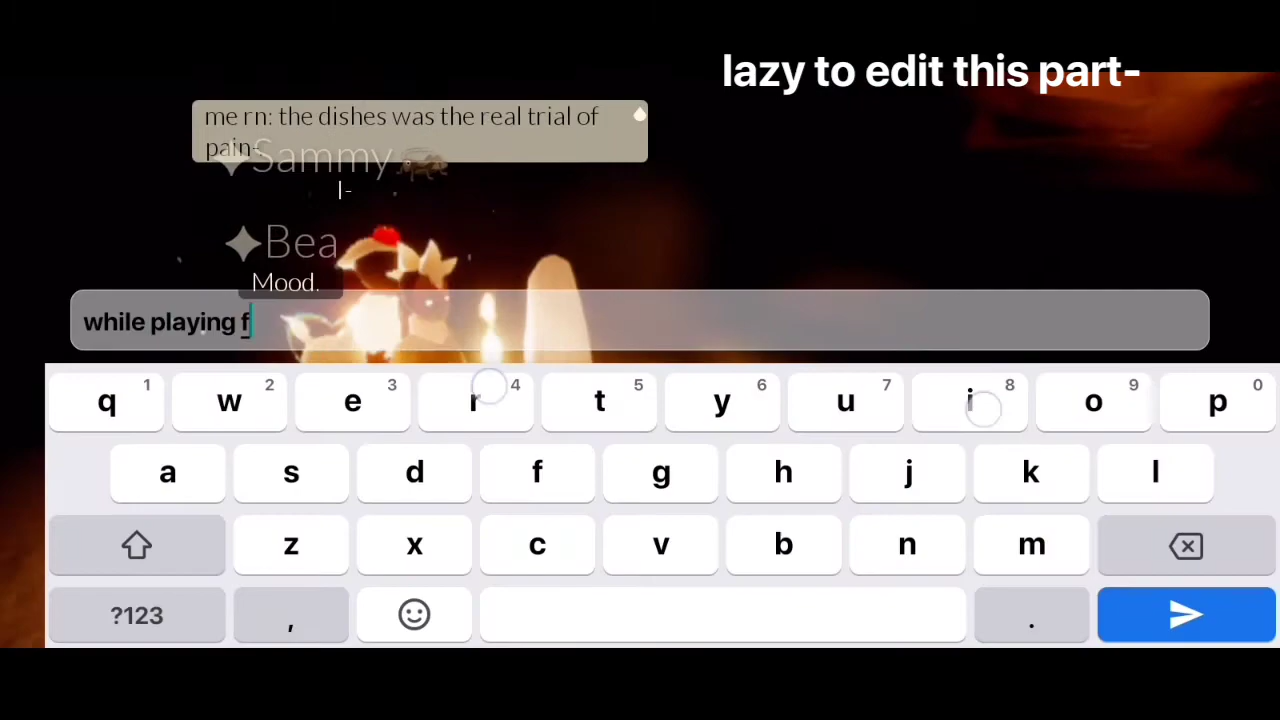 lazy to edit this part-
me rn: the dishes was the real trial of
pain-
Sammy
I-
Bea
Mood.
while playing f
q 1 w 2 e 3 r 4 t 5 y 6 u 7 i 8 o 9 p 0
a s d f g h j k l
z x c v b n m
?123 , .